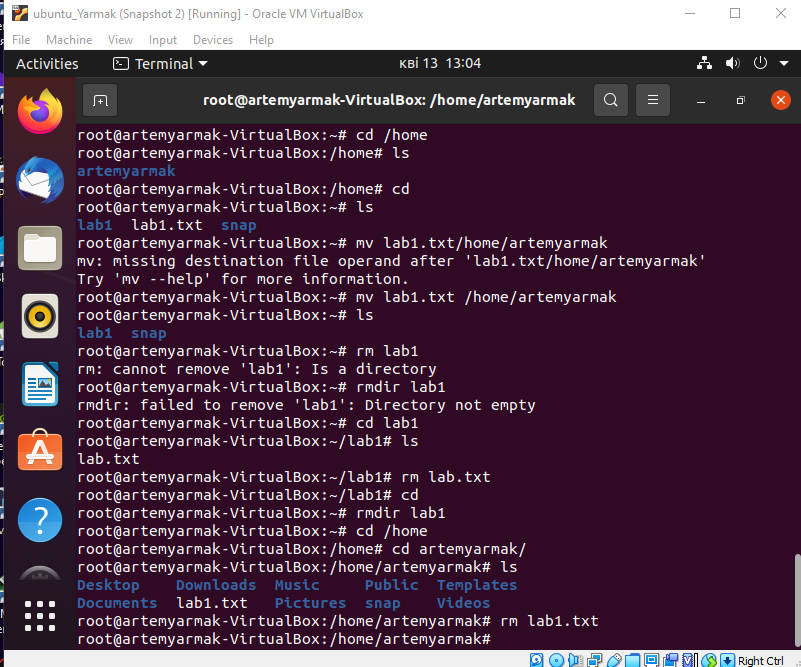 ubuntu_Yarmak (Snapshot 2) [Running] - Oracle VM VirtualBox
File Machine View Input Devices Help
Activities Terminal кві 13 13:04
root@artemyarmak-VirtualBox: /home/artemyarmak
root@artemyarmak-VirtualBox:~# cd /home
root@artemyarmak-VirtualBox:/home# ls
artemyarmak
root@artemyarmak-VirtualBox:/home# cd
root@artemyarmak-VirtualBox:~# ls
lab1 lab1.txt snap
root@artemyarmak-VirtualBox:~# mv lab1.txt/home/artemyarmak
mv: missing destination file operand after 'lab1.txt/home/artemyarmak'
Try 'mv --help' for more information.
root@artemyarmak-VirtualBox:~# mv lab1.txt /home/artemyarmak
root@artemyarmak-VirtualBox:~# ls
lab1 snap
root@artemyarmak-VirtualBox:~# rm lab1
rm: cannot remove 'lab1': Is a directory
root@artemyarmak-VirtualBox:~# rmdir lab1
rmdir: failed to remove 'lab1': Directory not empty
root@artemyarmak-VirtualBox:~# cd lab1
root@artemyarmak-VirtualBox:~/lab1# ls
lab.txt
root@artemyarmak-VirtualBox:~/lab1# rm lab.txt
root@artemyarmak-VirtualBox:~/lab1# cd
root@artemyarmak-VirtualBox:~# rmdir lab1
root@artemyarmak-VirtualBox:~# cd /home
root@artemyarmak-VirtualBox:/home# cd artemyarmak/
root@artemyarmak-VirtualBox:/home/artemyarmak# ls
Desktop Downloads Music Public Templates
Documents lab1.txt Pictures snap Videos
root@artemyarmak-VirtualBox:/home/artemyarmak# rm lab1.txt
root@artemyarmak-VirtualBox:/home/artemyarmak#
Right Ctrl